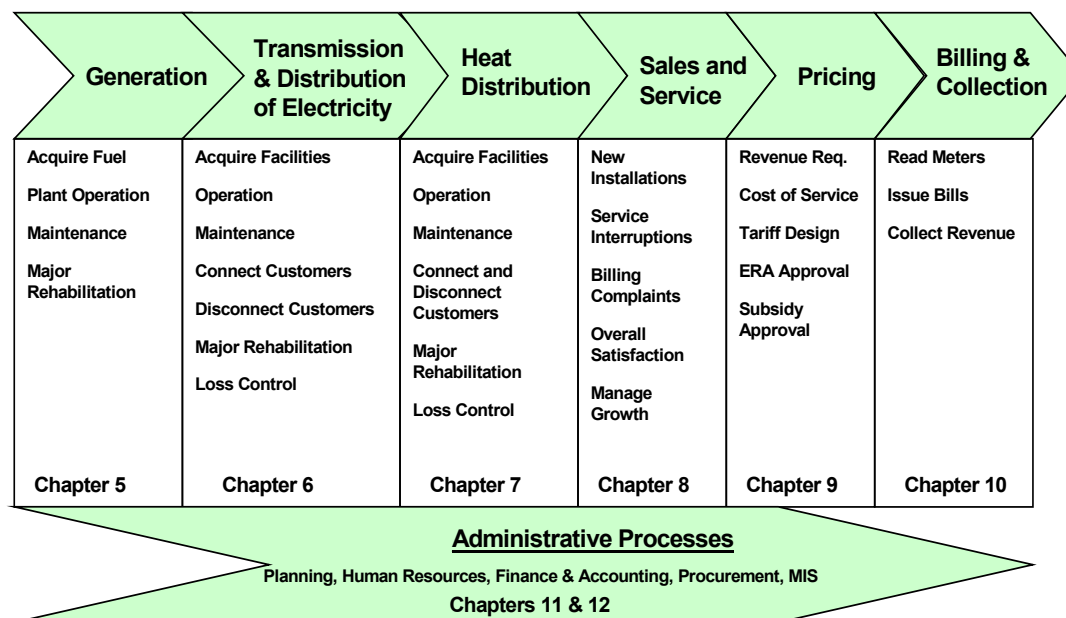 Generation
Transmission
& Distribution
of Electricity
Heat
Distribution
Sales and
Service
Pricing
Billing &
Collection
Acquire Fuel
Plant Operation
Maintenance
Major
Rehabilitation
Chapter 5
Acquire Facilities
Operation
Maintenance
Connect Customers
Disconnect Customers
Major Rehabilitation
Loss Control
Chapter 6
Acquire Facilities
Operation
Maintenance
Connect and
Disconnect
Customers
Major
Rehabilitation
Loss Control
Chapter 7
New
Installations
Service
Interruptions
Billing
Complaints
Overall
Satisfaction
Manage
Growth
Chapter 8
Revenue Req.
Cost of Service
Tariff Design
ERA Approval
Subsidy
Approval
Chapter 9
Read Meters
Issue Bills
Collect Revenue
Chapter 10
Administrative Processes
Planning, Human Resources, Finance & Accounting, Procurement, MIS
Chapters 11 & 12